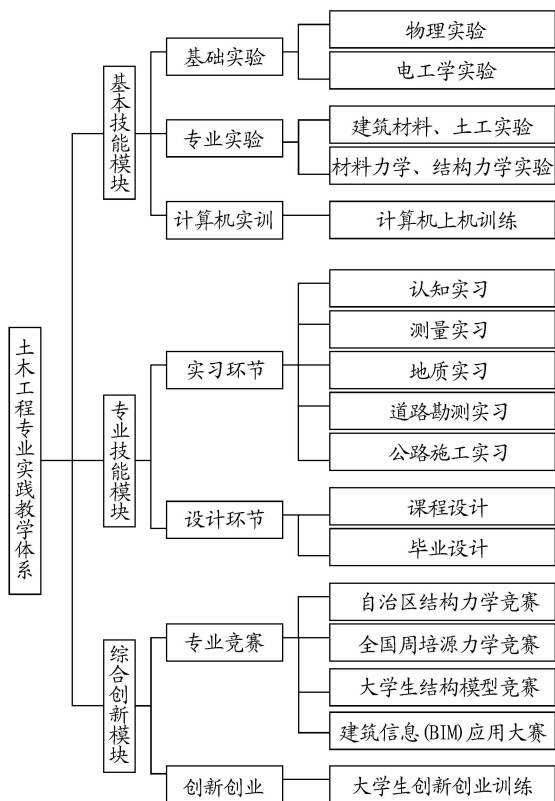 土木工程专业实践教学体系
基本技能模块
基础实验
物理实验
电工学实验
专业实验
建筑材料、土工实验
材料力学、结构力学实验
计算机实训
计算机上机训练
专业技能模块
实习环节
认知实习
测量实习
地质实习
道路勘测实习
公路施工实习
设计环节
课程设计
毕业设计
综合创新模块
专业竞赛
自治区结构力学竞赛
全国周培源力学竞赛
大学生结构模型竞赛
建筑信息(BIM)应用大赛
创新创业
大学生创新创业训练